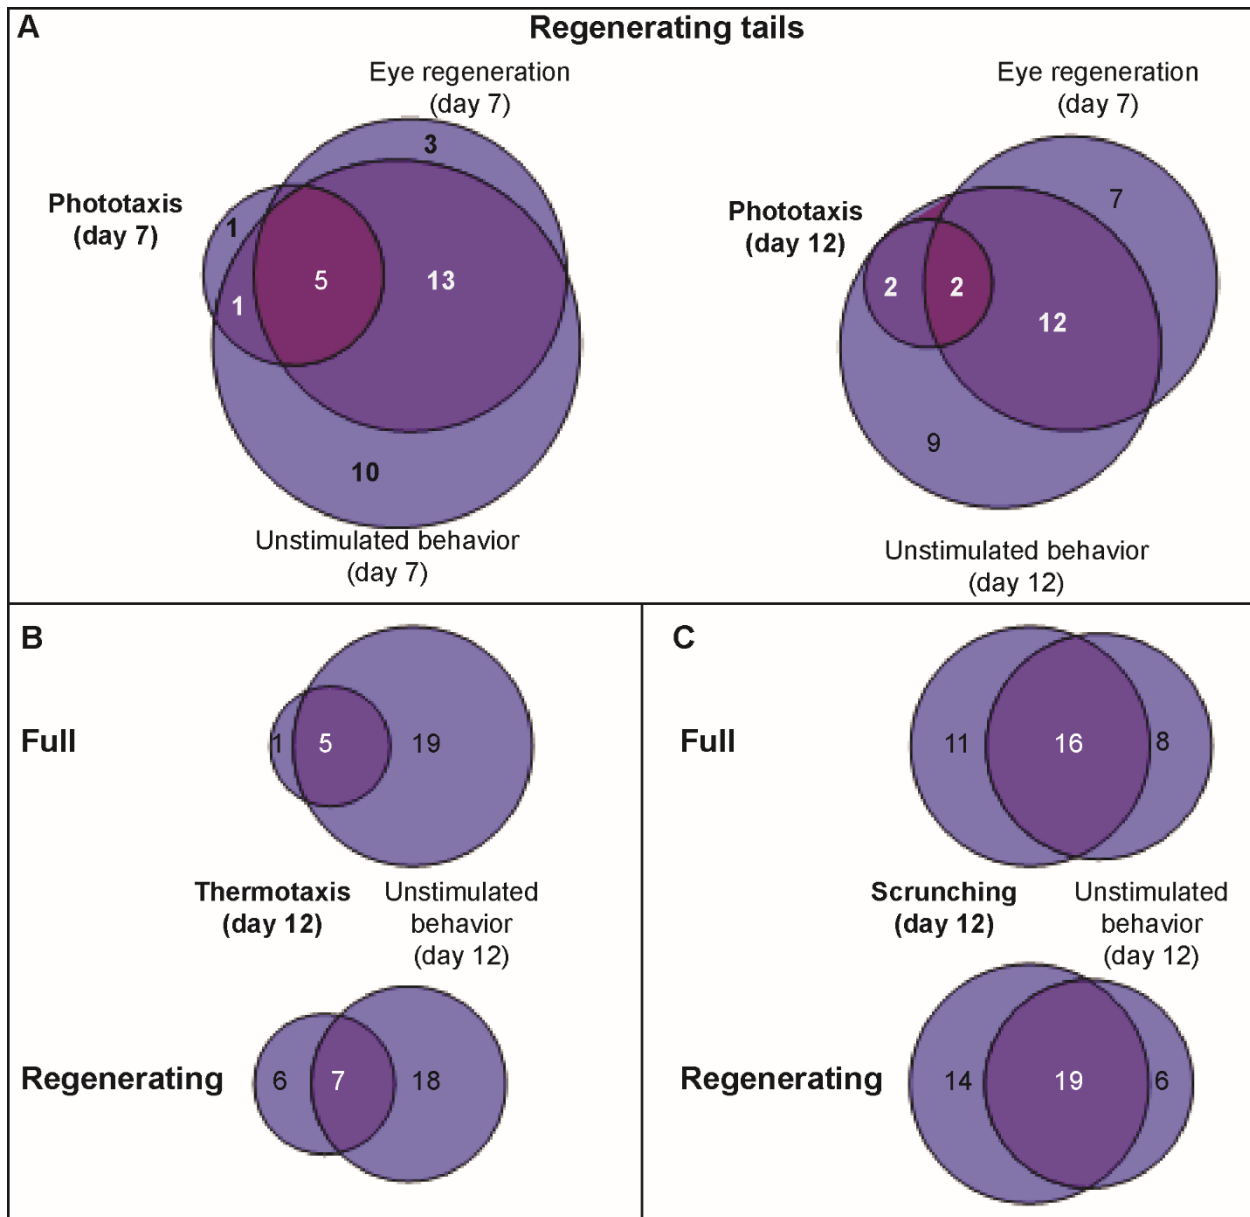 A
Regenerating tails
Eye regeneration
(day 7)
3
Phototaxis
(day 7)
1
1
5
13
10
Unstimulated behavior
(day 7)
Eye regeneration
(day 7)
7
Phototaxis
(day 12)
2
2
12
9
Unstimulated behavior
(day 12)
B
Full
1
5
19
Thermotaxis
(day 12)
Unstimulated
behavior
(day 12)
Regenerating
6
7
18
C
Full
11
16
8
Scrunching
(day 12)
Unstimulated
behavior
(day 12)
Regenerating
14
19
6